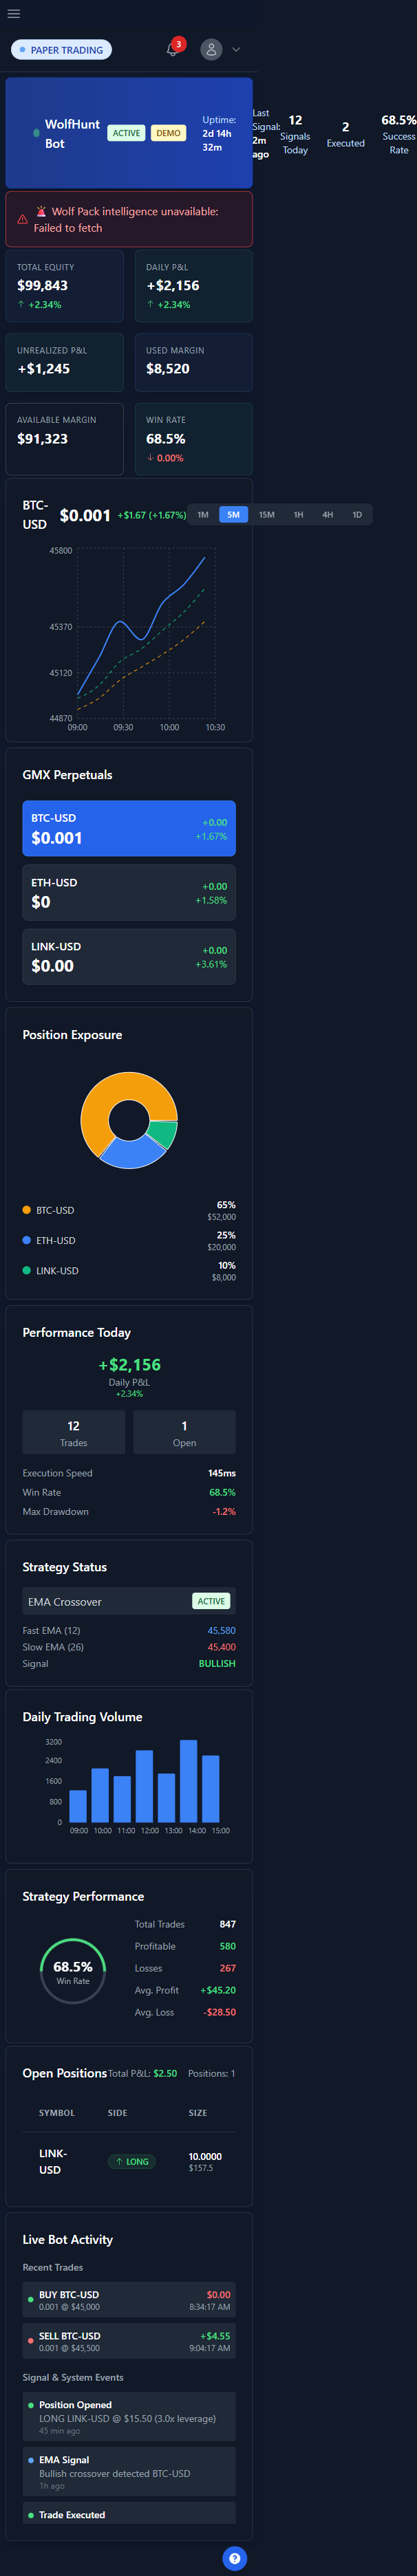 PAPER TRADING
3
WolfHunt
Bot
ACTIVE
DEMO
Uptime:
2d 14h
32m
Last
Signal:
2m
ago
12
Signals
Today
2
Executed
68.5%
Success
Rate
🚨 Wolf Pack intelligence unavailable:
Failed to fetch
TOTAL EQUITY
$99,843
↑ +2.34%
DAILY P&L
+$2,156
↑ +2.34%
UNREALIZED P&L
+$1,245
USED MARGIN
$8,520
AVAILABLE MARGIN
$91,323
WIN RATE
68.5%
↓ 0.00%
BTC-
USD
$0.001
+$1.67 (+1.67%)
1M 5M 15M 1H 4H 1D
45800
45370
45120
44870
09:00 09:30 10:00 10:30
GMX Perpetuals
BTC-USD
$0.001
+0.00
+1.67%
ETH-USD
$0
+0.00
+1.58%
LINK-USD
$0.00
+0.00
+3.61%
Position Exposure
BTC-USD
65%
$52,000
ETH-USD
25%
$20,000
LINK-USD
10%
$8,000
Performance Today
+$2,156
Daily P&L
+2.34%
12
Trades
1
Open
Execution Speed 145ms
Win Rate 68.5%
Max Drawdown -1.2%
Strategy Status
EMA Crossover ACTIVE
Fast EMA (12) 45,580
Slow EMA (26) 45,400
Signal BULLISH
Daily Trading Volume
3200
2400
1600
800
0
09:00 10:00 11:00 12:00 13:00 14:00 15:00
Strategy Performance
68.5%
Win Rate
Total Trades 847
Profitable 580
Losses 267
Avg. Profit +$45.20
Avg. Loss -$28.50
Open Positions Total P&L: $2.50 Positions: 1
SYMBOL SIDE SIZE
LINK-
USD
↑ LONG
10.0000
$157.5
Live Bot Activity
Recent Trades
BUY BTC-USD $0.00
0.001 @ $45,000 8:34:17 AM
SELL BTC-USD +$4.55
0.001 @ $45,500 9:04:17 AM
Signal & System Events
Position Opened
LONG LINK-USD @ $15.50 (3.0x leverage)
45 min ago
EMA Signal
Bullish crossover detected BTC-USD
1h ago
Trade Executed
?